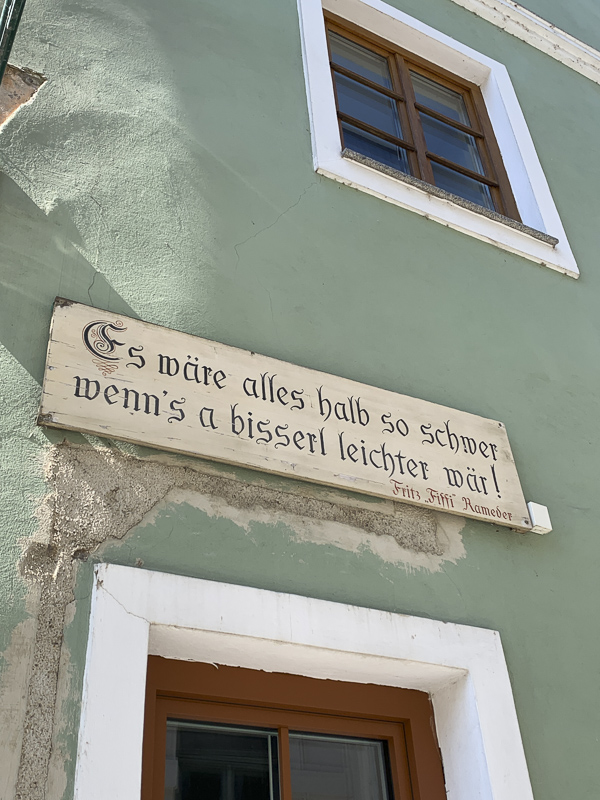 Es wäre alles halb so schwer
wenn's a bisserl leichter wär!
Fritz „Fiffi" Rameder